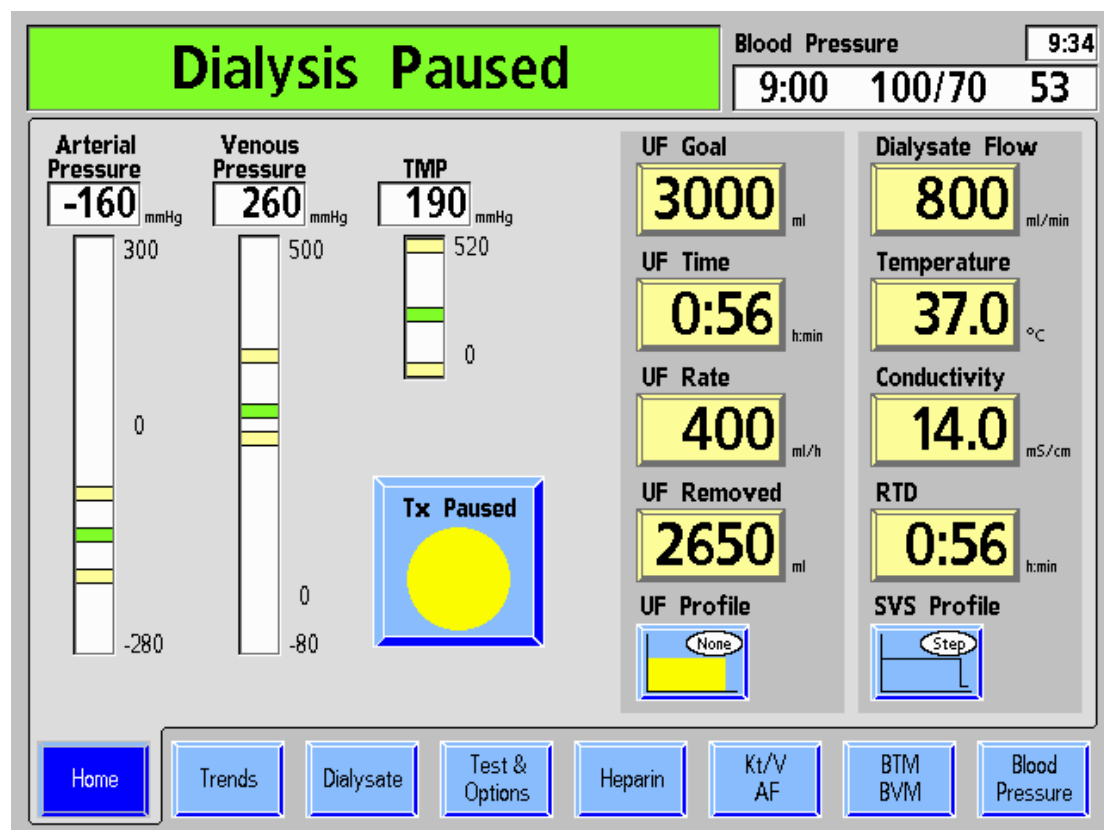 Dialysis Paused
Blood Pressure 9:34
9:00 100/70 53
Arterial Pressure
-160 mmHg
300
0
-280
Venous Pressure
260 mmHg
500
0
-80
TMP
190 mmHg
520
0
Tx Paused
UF Goal
3000 ml
UF Time
0:56 h:min
UF Rate
400 ml/h
UF Removed
2650 ml
UF Profile
None
Dialysate Flow
800 ml/min
Temperature
37.0 °C
Conductivity
14.0 mS/cm
RTD
0:56 h:min
SVS Profile
Step
Home
Trends
Dialysate
Test &
Options
Heparin
Kt/V
AF
BTM
BVM
Blood
Pressure